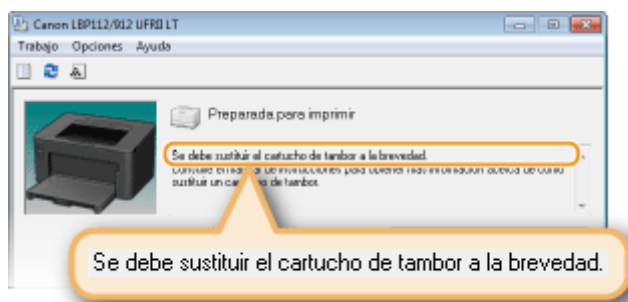 Canon LBP112/912 UFRII LT
Trabajo Opciones Ayuda
Preparada para imprimir
Se debe sustituir el cartucho de tambor a la brevedad.
Consulte el manual de instrucciones para obtener más información acerca de cómo
sustituir un de tambor.
Se debe sustituir el cartucho de tambor a la brevedad.